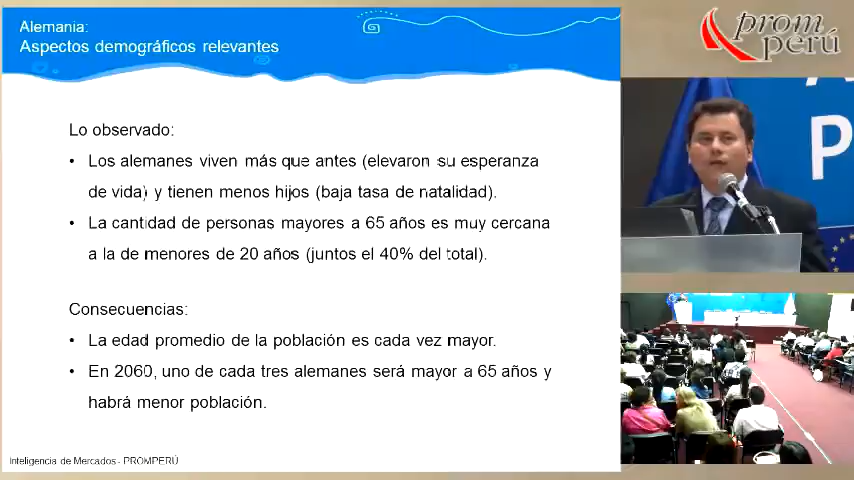 Alemania:
Aspectos demográficos relevantes
prom
perú
Lo observado:
• Los alemanes viven más que antes (elevaron su esperanza
de vida) y tienen menos hijos (baja tasa de natalidad).
• La cantidad de personas mayores a 65 años es muy cercana
a la de menores de 20 años (juntos el 40% del total).
Consecuencias:
• La edad promedio de la población es cada vez mayor.
• En 2060, uno de cada tres alemanes será mayor a 65 años y
habrá menor población.
Inteligencia de Mercados - PROMPERÚ